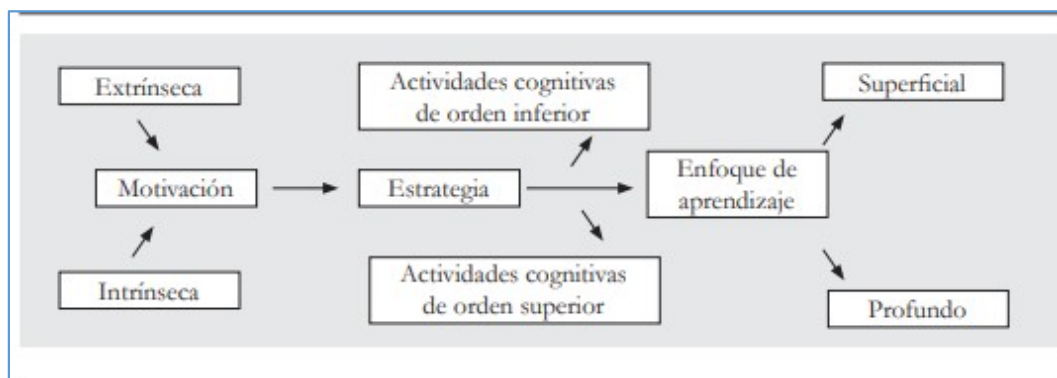 Extrínseca
Motivación
Intrínseca
Actividades cognitivas
de orden inferior
Estrategia
Actividades cognitivas
de orden superior
Enfoque de
aprendizaje
Superficial
Profundo